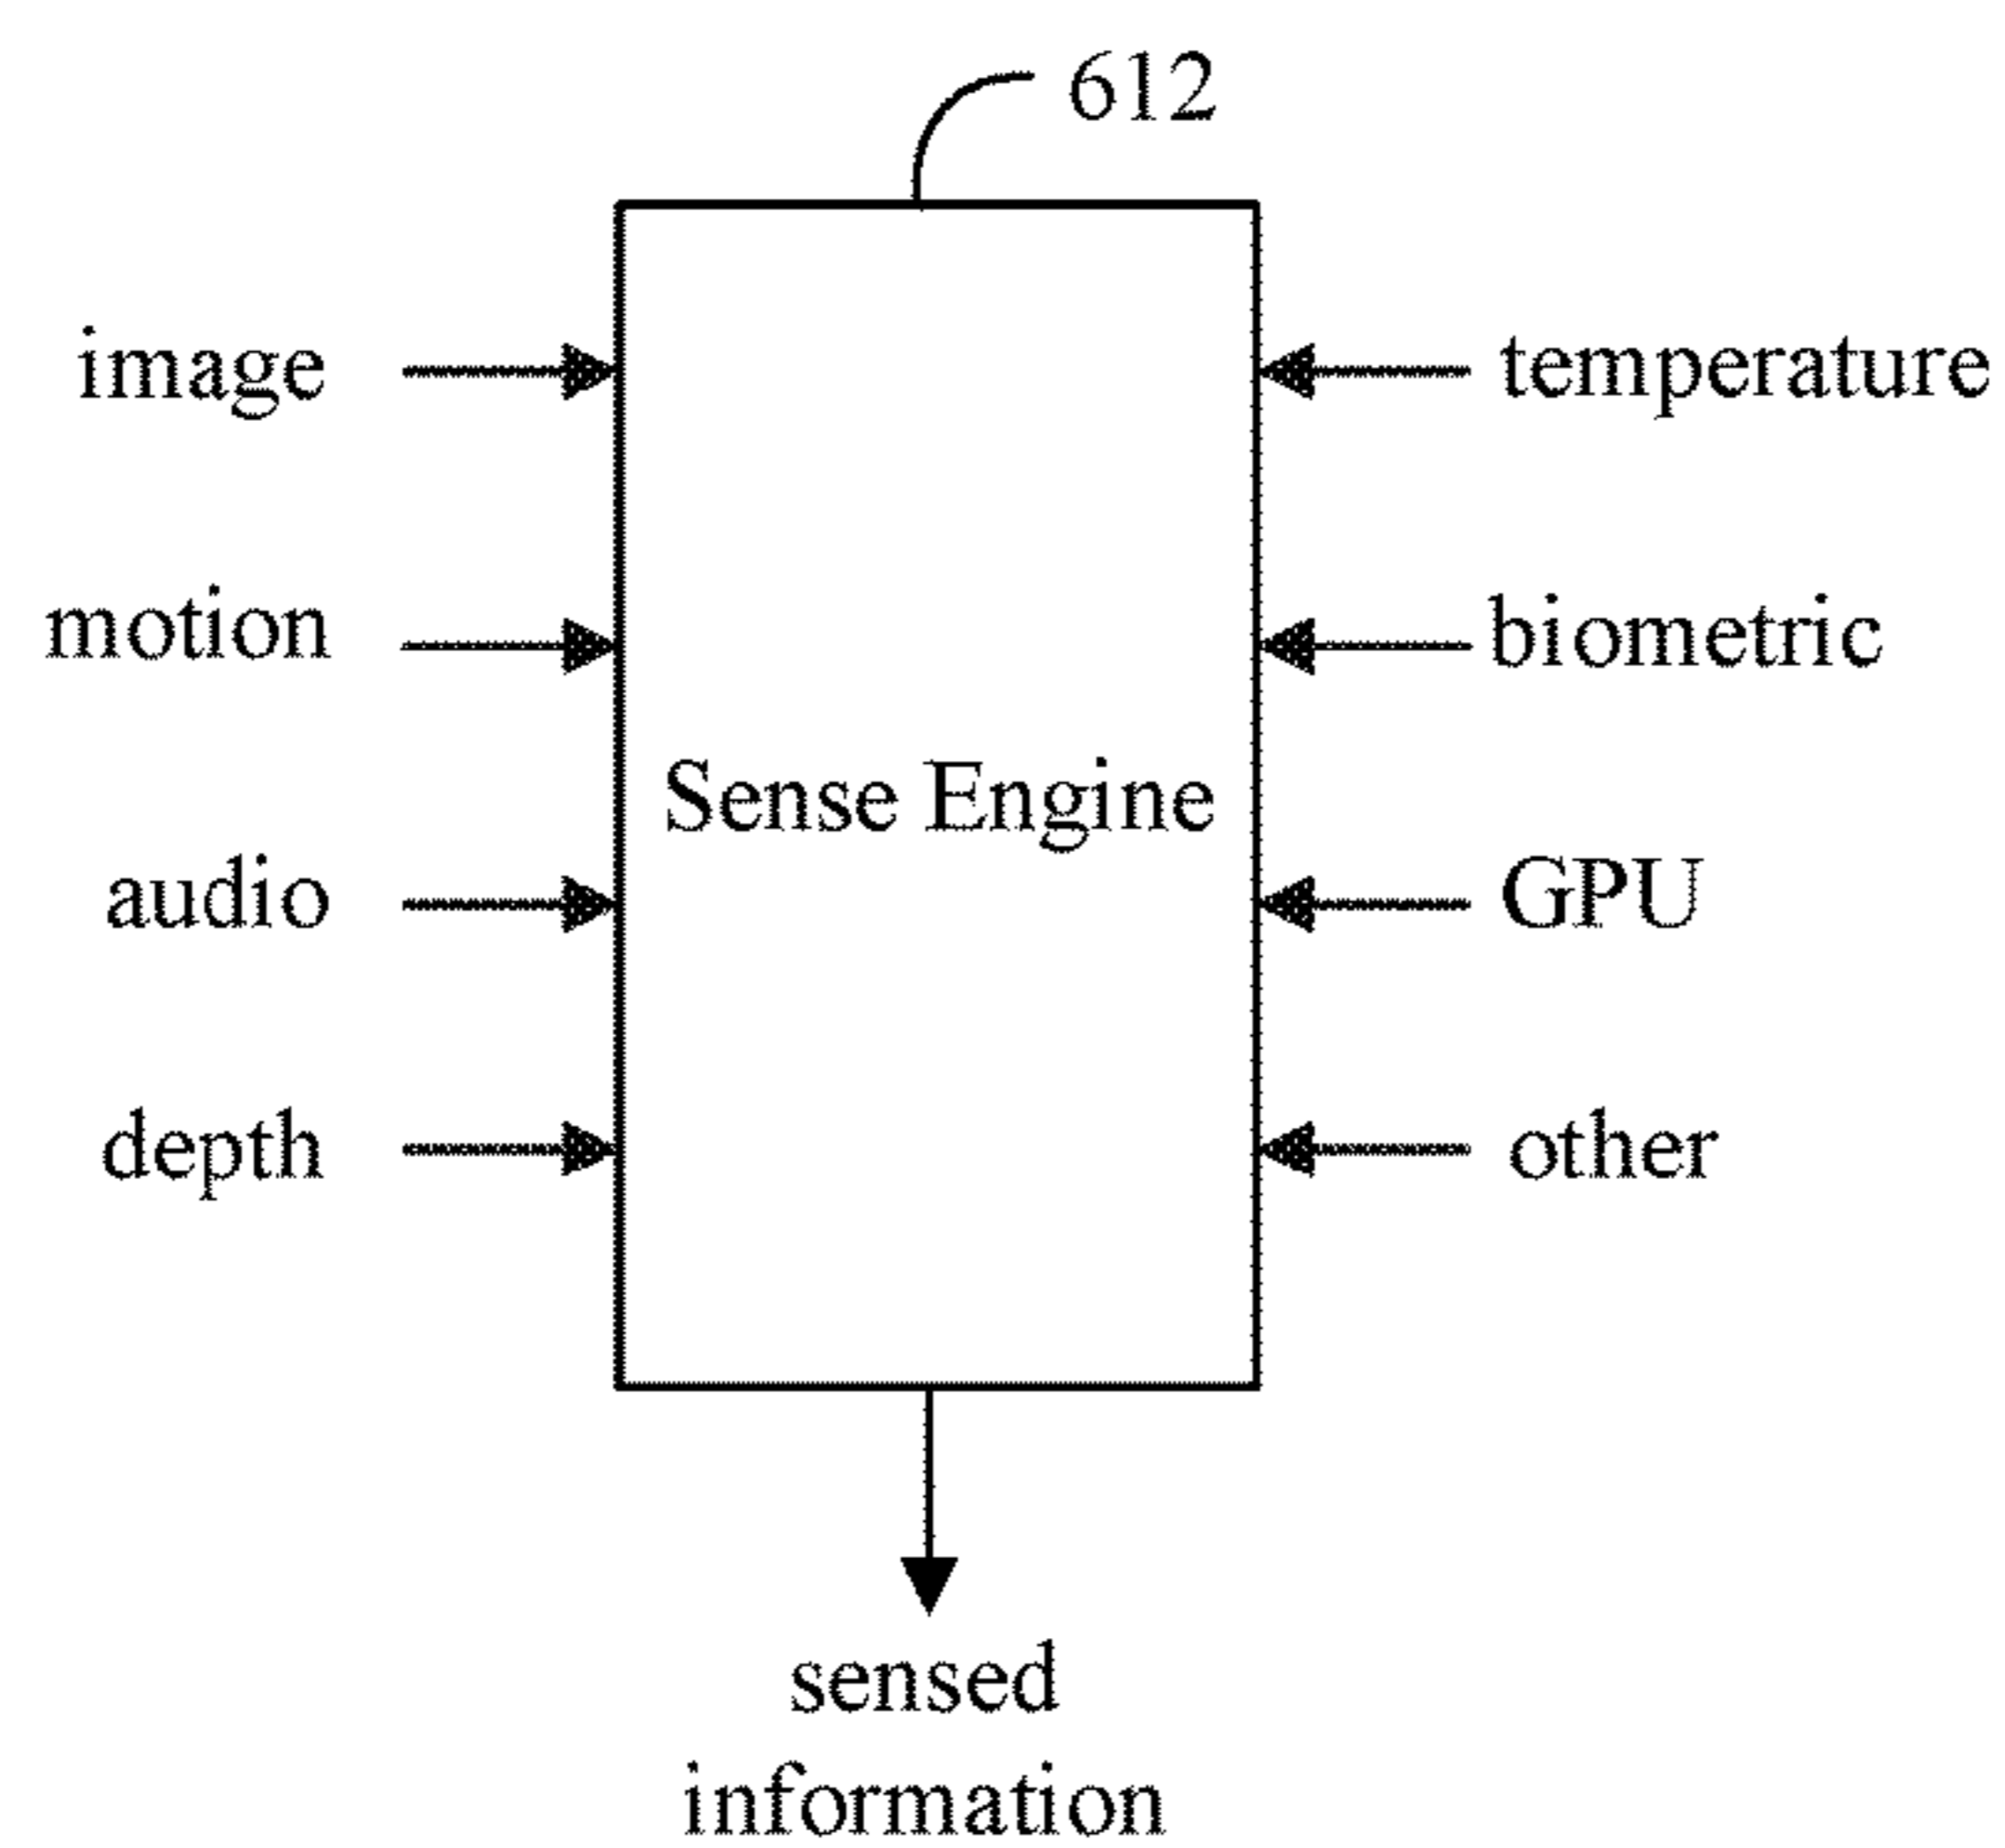 612
image
temperature
motion
biometric
Sense Engine
audio
GPU
depth
other
sensed
information